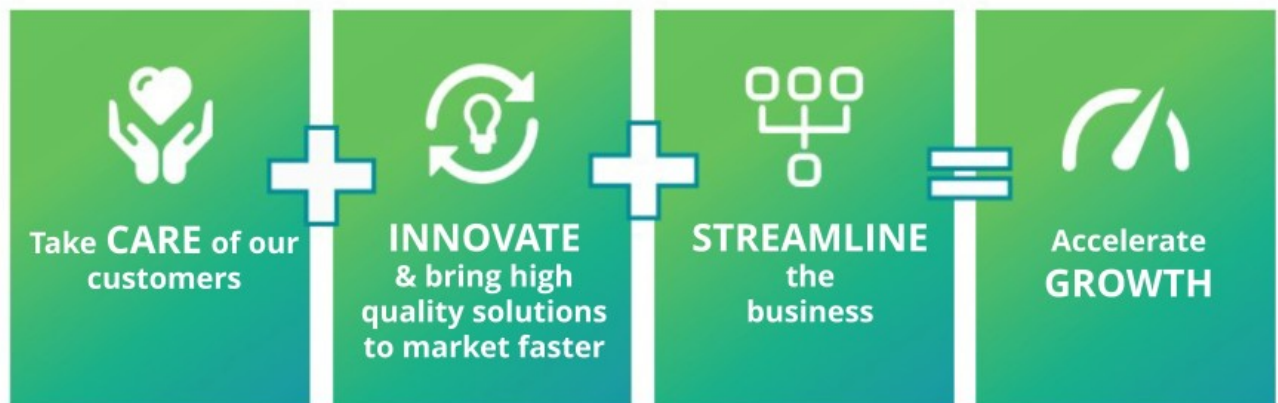 Take CARE of our
customers
INNOVATE
& bring high
quality solutions
to market faster
STREAMLINE
the
business
Accelerate
GROWTH